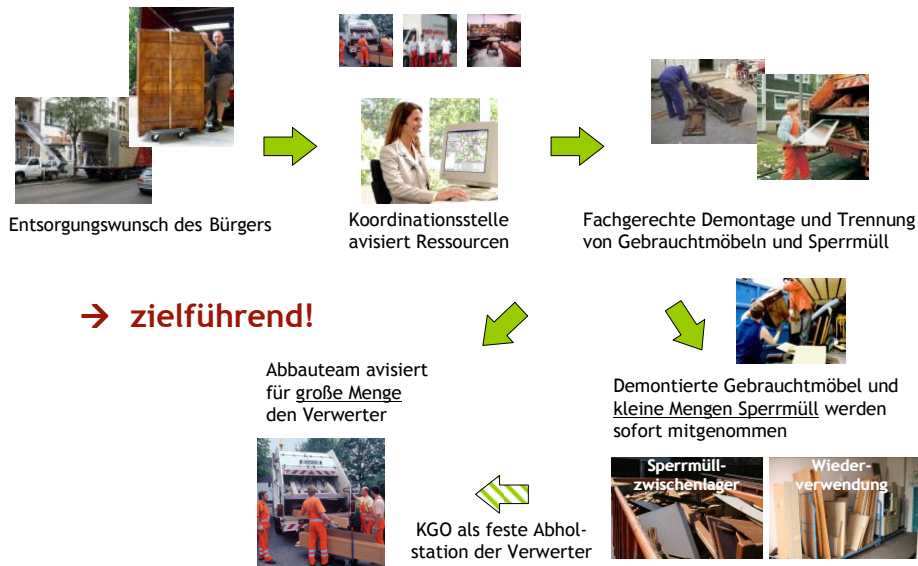 Entsorgungswunsch des Bürgers
Koordinationsstelle
avisiert Ressourcen
Fachgerechte Demontage und Trennung
von Gebrauchtmöbeln und Sperrmüll
→ zielführend!
Abbauteam avisiert
für große Menge
den Verwerter
Demontierte Gebrauchtmöbel und
kleine Mengen Sperrmüll werden
sofort mitgenommen
Sperrmüll-
zwischenlager
Wieder-
verwendung
KGO als feste Abhol-
station der Verwerter